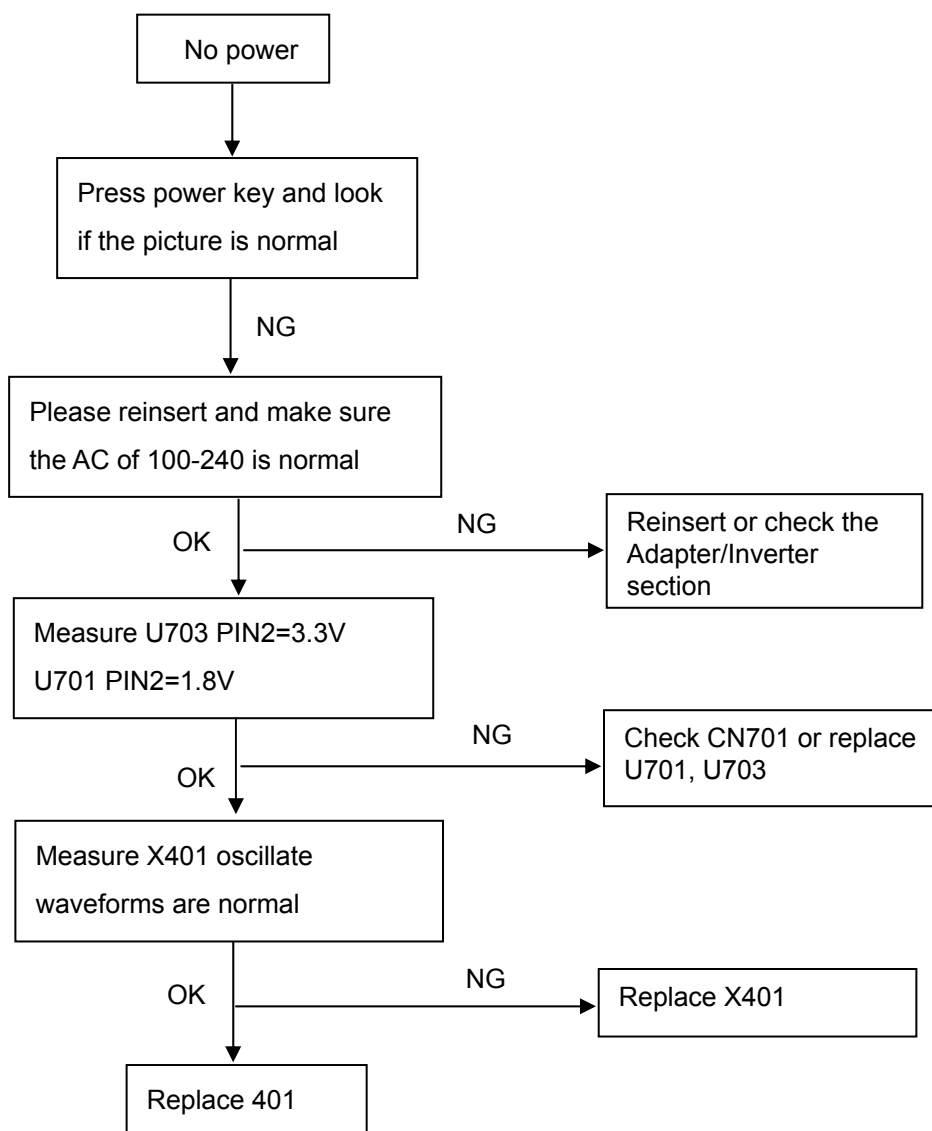 No power
Press power key and look
if the picture is normal
NG
Please reinsert and make sure
the AC of 100-240 is normal
OK
NG
Reinsert or check the
Adapter/Inverter
section
Measure U703 PIN2=3.3V
U701 PIN2=1.8V
OK
NG
Check CN701 or replace
U701, U703
Measure X401 oscillate
waveforms are normal
OK
NG
Replace X401
Replace 401